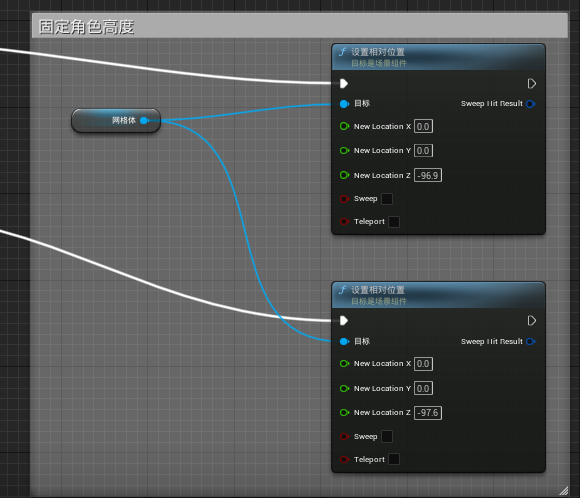 固定角色高度
设置相对位置
目标是场景组件
目标
Sweep Hit Result
网格体
New Location X 0.0
New Location Y 0.0
New Location Z -96.9
Sweep
Teleport
设置相对位置
目标是场景组件
目标
Sweep Hit Result
New Location X 0.0
New Location Y 0.0
New Location Z -97.6
Sweep
Teleport